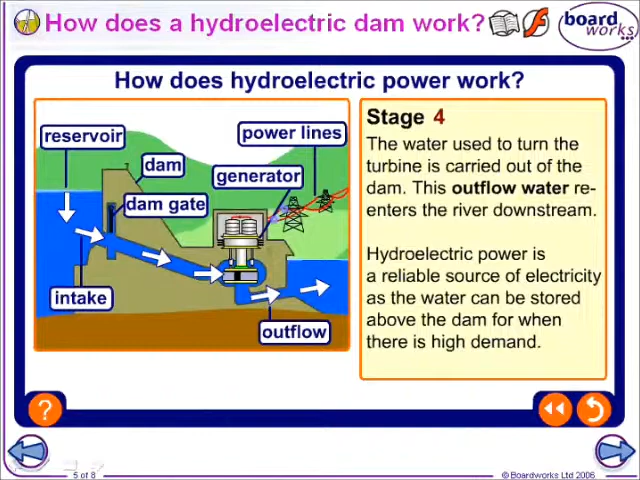 How does a hydroelectric dam work?
board
works
How does hydroelectric power work?
reservoir
power lines
dam
generator
dam gate
intake
outflow
Stage 4
The water used to turn the
turbine is carried out of the
dam. This outflow water re-
enters the river downstream.
Hydroelectric power is
a reliable source of electricity
as the water can be stored
above the dam for when
there is high demand.
?
5 of 8
© Boardworks Ltd 2006